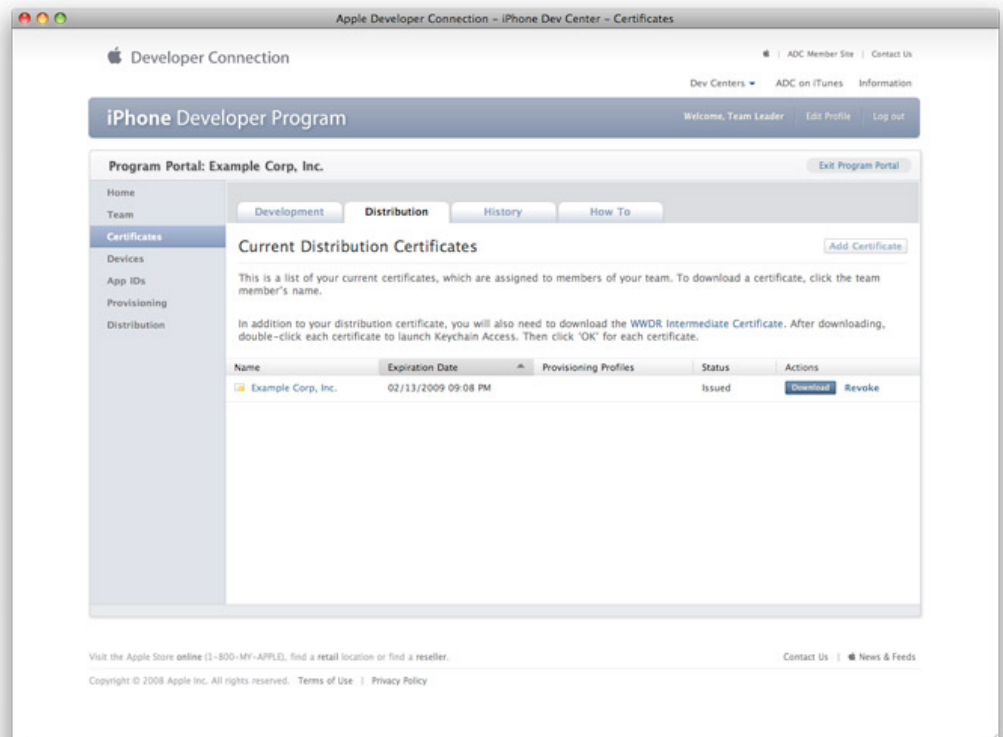 Apple Developer Connection – iPhone Dev Center – Certificates
Developer Connection
| ADC Member Site | Contact Us
Dev Centers ADC on iTunes Information
iPhone Developer Program
Welcome, Team Leader Edit Profile Log out
Program Portal: Example Corp, Inc.
Exit Program Portal
Home
Team
Certificates
Devices
App IDs
Provisioning
Distribution
Development Distribution History How To
Current Distribution Certificates
Add Certificate
This is a list of your current certificates, which are assigned to members of your team. To download a certificate, click the team
member's name.
In addition to your distribution certificate, you will also need to download the WWDR Intermediate Certificate. After downloading,
double-click each certificate to launch Keychain Access. Then click 'OK' for each certificate.
Name Expiration Date Provisioning Profiles Status Actions
Example Corp, Inc. 02/13/2009 09:08 PM Issued Download Revoke
Visit the Apple Store online (1-800-MY-APPLE), find a retail location or find a reseller.
Contact Us | News & Feeds
Copyright © 2008 Apple Inc. All rights reserved. Terms of Use | Privacy Policy